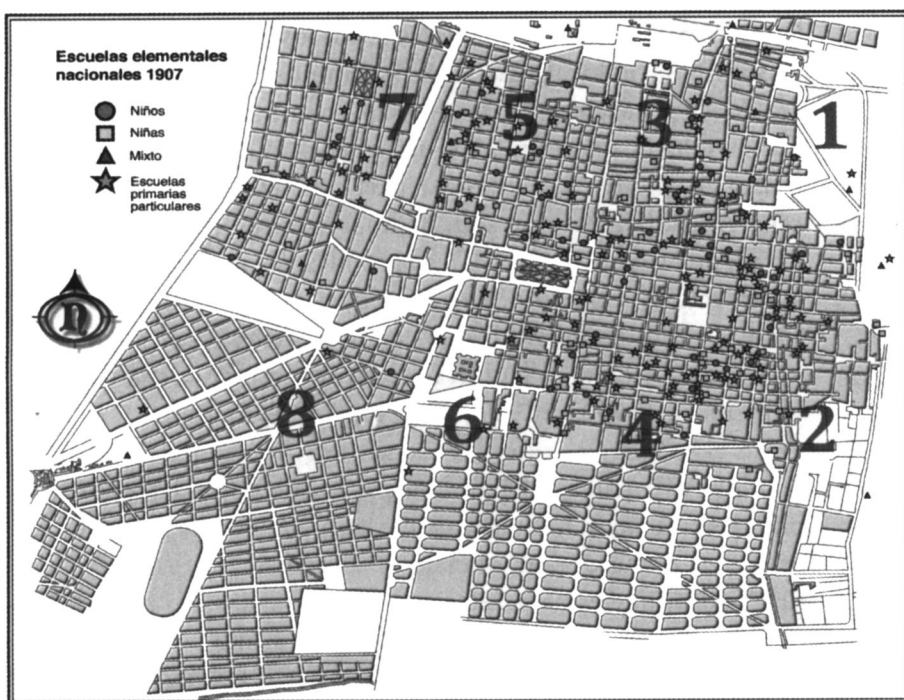 Escuelas elementales
nacionales 1907
Niños
Niñas
Mixto
Escuelas
primarias
particulares
7
5
3
1
n
8
6
4
2